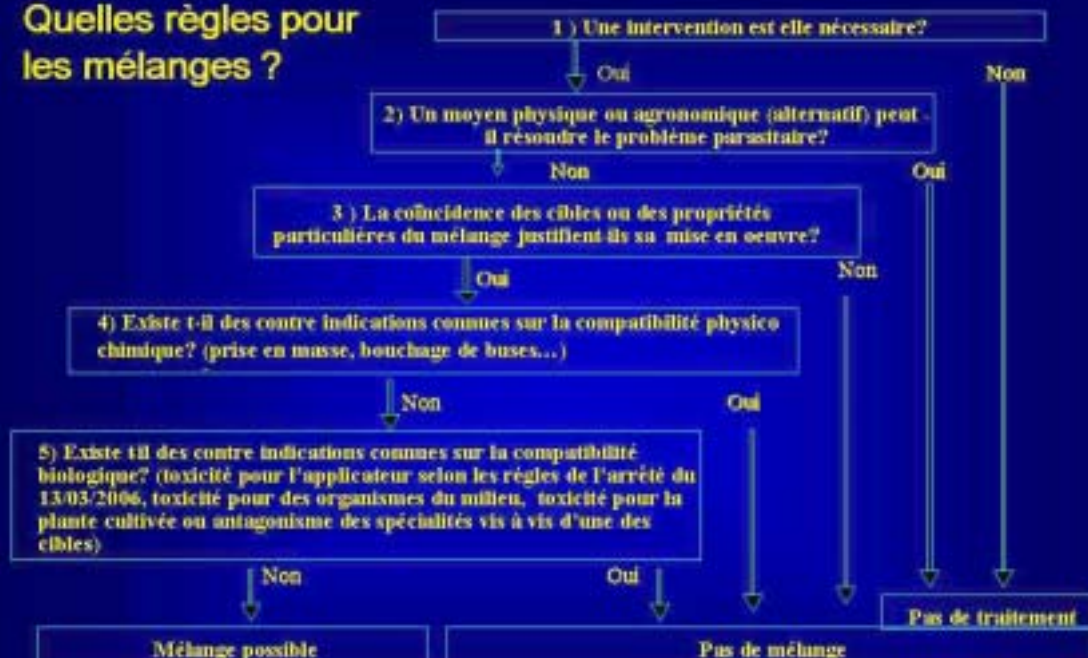 Quelles règles pour
les mélanges ?
1 ) Une intervention est elle nécessaire?
Oui
Non
2) Un moyen physique ou agronomique (alternatif) peut -
il résoudre le problème parasitaire?
Non
Oui
3 ) La coïncidence des cibles ou des propriétés
particulières du mélange justifient-ils sa mise en oeuvre?
Oui
Non
4) Existe t-il des contre indications connues sur la compatibilité physico
chimique? (prise en masse, bouchage de buses…)
Non
Oui
5) Existe til des contre indications connues sur la compatibilité
biologique? (toxicité pour l'applicateur selon les règles de l'arrêté du
13/03/2006, toxicité pour des organismes du milieu, toxicité pour la
plante cultivée ou antagonisme des spécialités vis à vis d'une des
cibles)
Non
Oui
Pas de traitement
Mélange possible
Pas de mélange